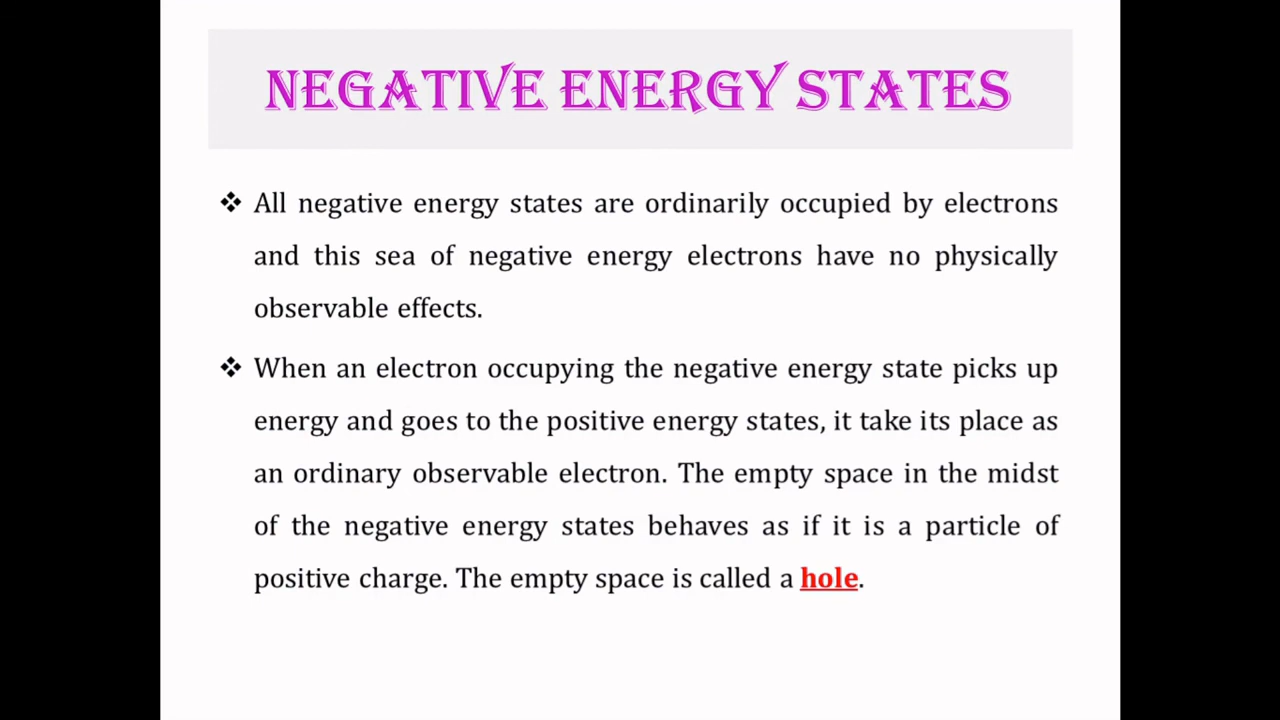 NEGATIVE ENERGY STATES
❖ All negative energy states are ordinarily occupied by electrons
and this sea of negative energy electrons have no physically
observable effects.
❖ When an electron occupying the negative energy state picks up
energy and goes to the positive energy states, it take its place as
an ordinary observable electron. The empty space in the midst
of the negative energy states behaves as if it is a particle of
positive charge. The empty space is called a hole.